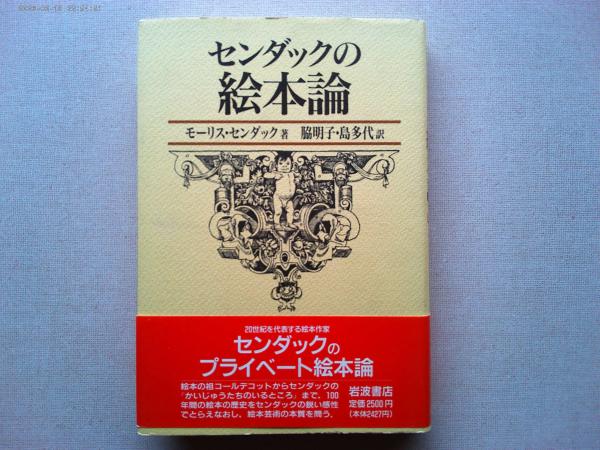 センダックの
絵本論
モーリス・センダック 著 脇明子・島多代 訳
20世紀を代表する絵本作家
センダックの
プライベート絵本論
絵本の祖コールデコットからセンダックの
「かいじゅうたちのいるところ」まで、100
年間の絵本の歴史をセンダックの鋭い感性
でとらえなおし、絵本芸術の本質を問う。
岩波書店
定価2500円
(本体2427円)